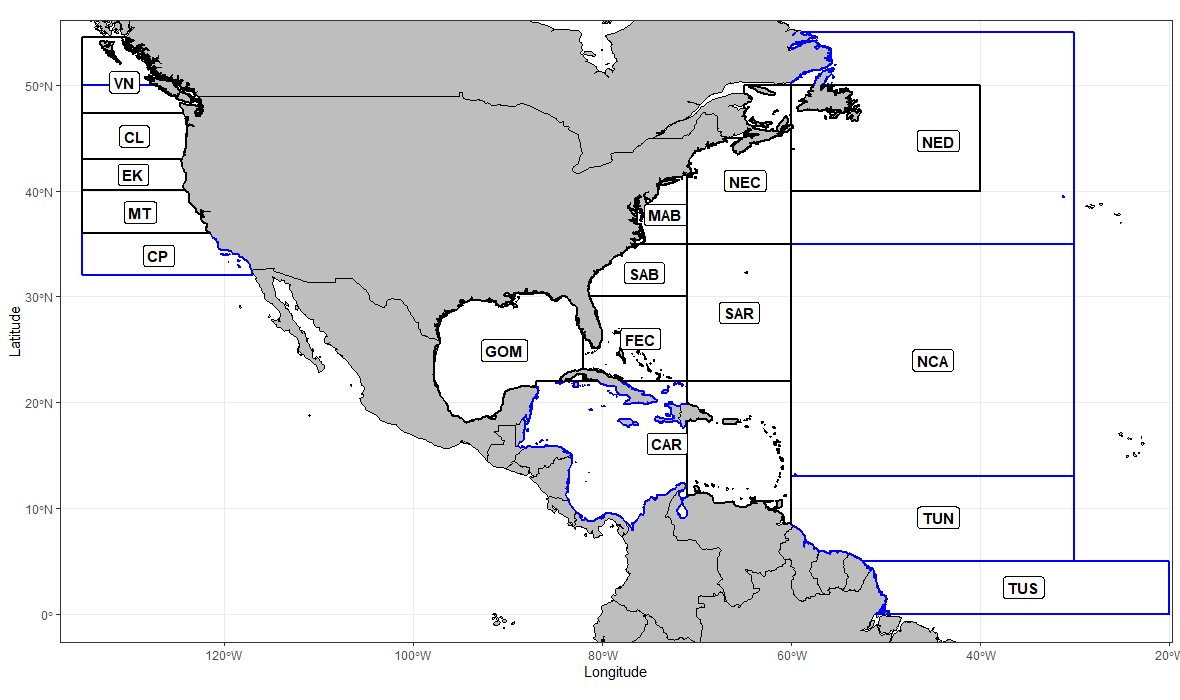 50°N
40°N
30°N
20°N
10°N
0°
Latitude
VN
CL
EK
MT
CP
NED
NEC
MAB
SAB
SAR
FEC
GOM
NCA
CAR
TUN
TUS
120°W
100°W
80°W
60°W
40°W
20°W
Longitude